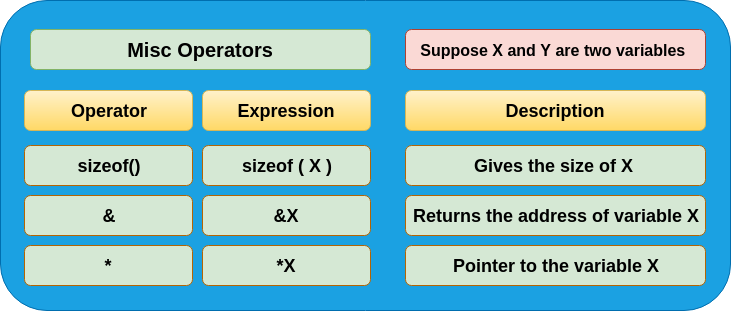 Misc Operators
Suppose X and Y are two variables
Operator
Expression
Description
sizeof()
sizeof ( X )
Gives the size of X
&
&X
Returns the address of variable X
*
*X
Pointer to the variable X